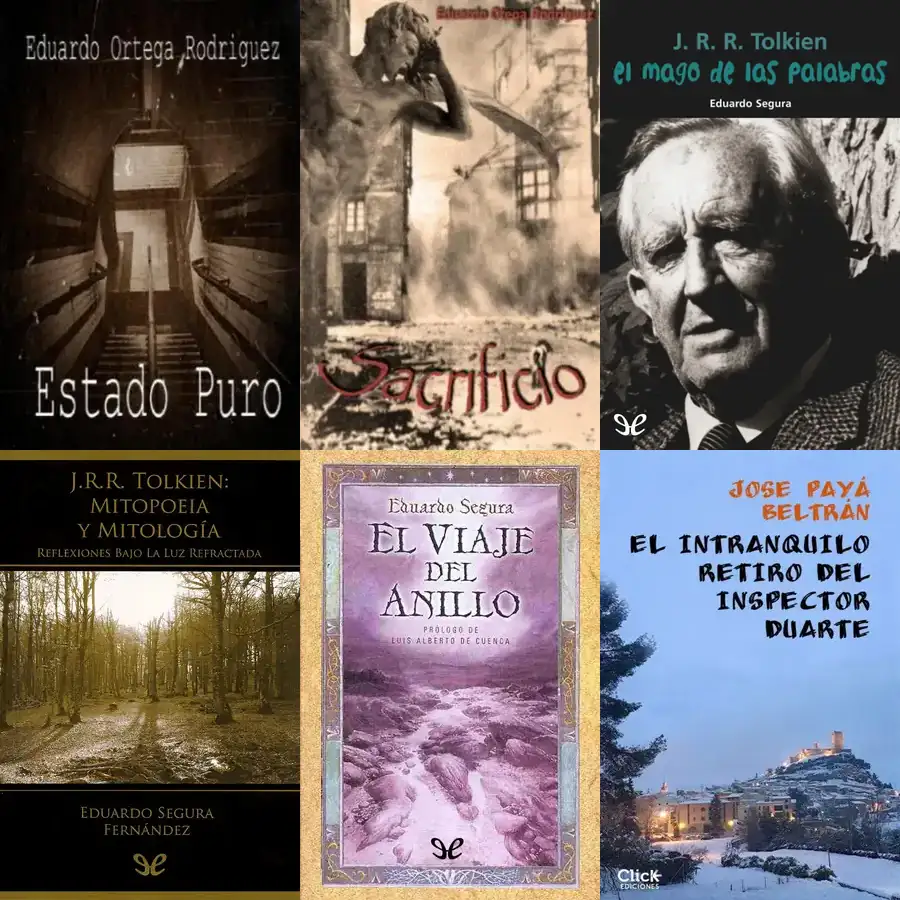 Eduardo Ortega Rodriguez
Estado Puro
Eduardo Ortega Rodriguez
Sacrificio
J. R. R. Tolkien
el mago de las palabras
Eduardo Segura
J.R.R. TOLKIEN:
MITOPOEIA
Y MITOLOGÍA
REFLEXIONES BAJO LA LUZ REFRACTADA
EDUARDO SEGURA
FERNÁNDEZ
Eduardo Segura
EL VIAJE
DEL
ANILLO
PRÓLOGO DE
LUIS ALBERTO DE CUENCA
JOSE PAYÁ
BELTRÁN
EL INTRANQUILO
RETIRO DEL
INSPECTOR
DUARTE
Click
EDICIONES